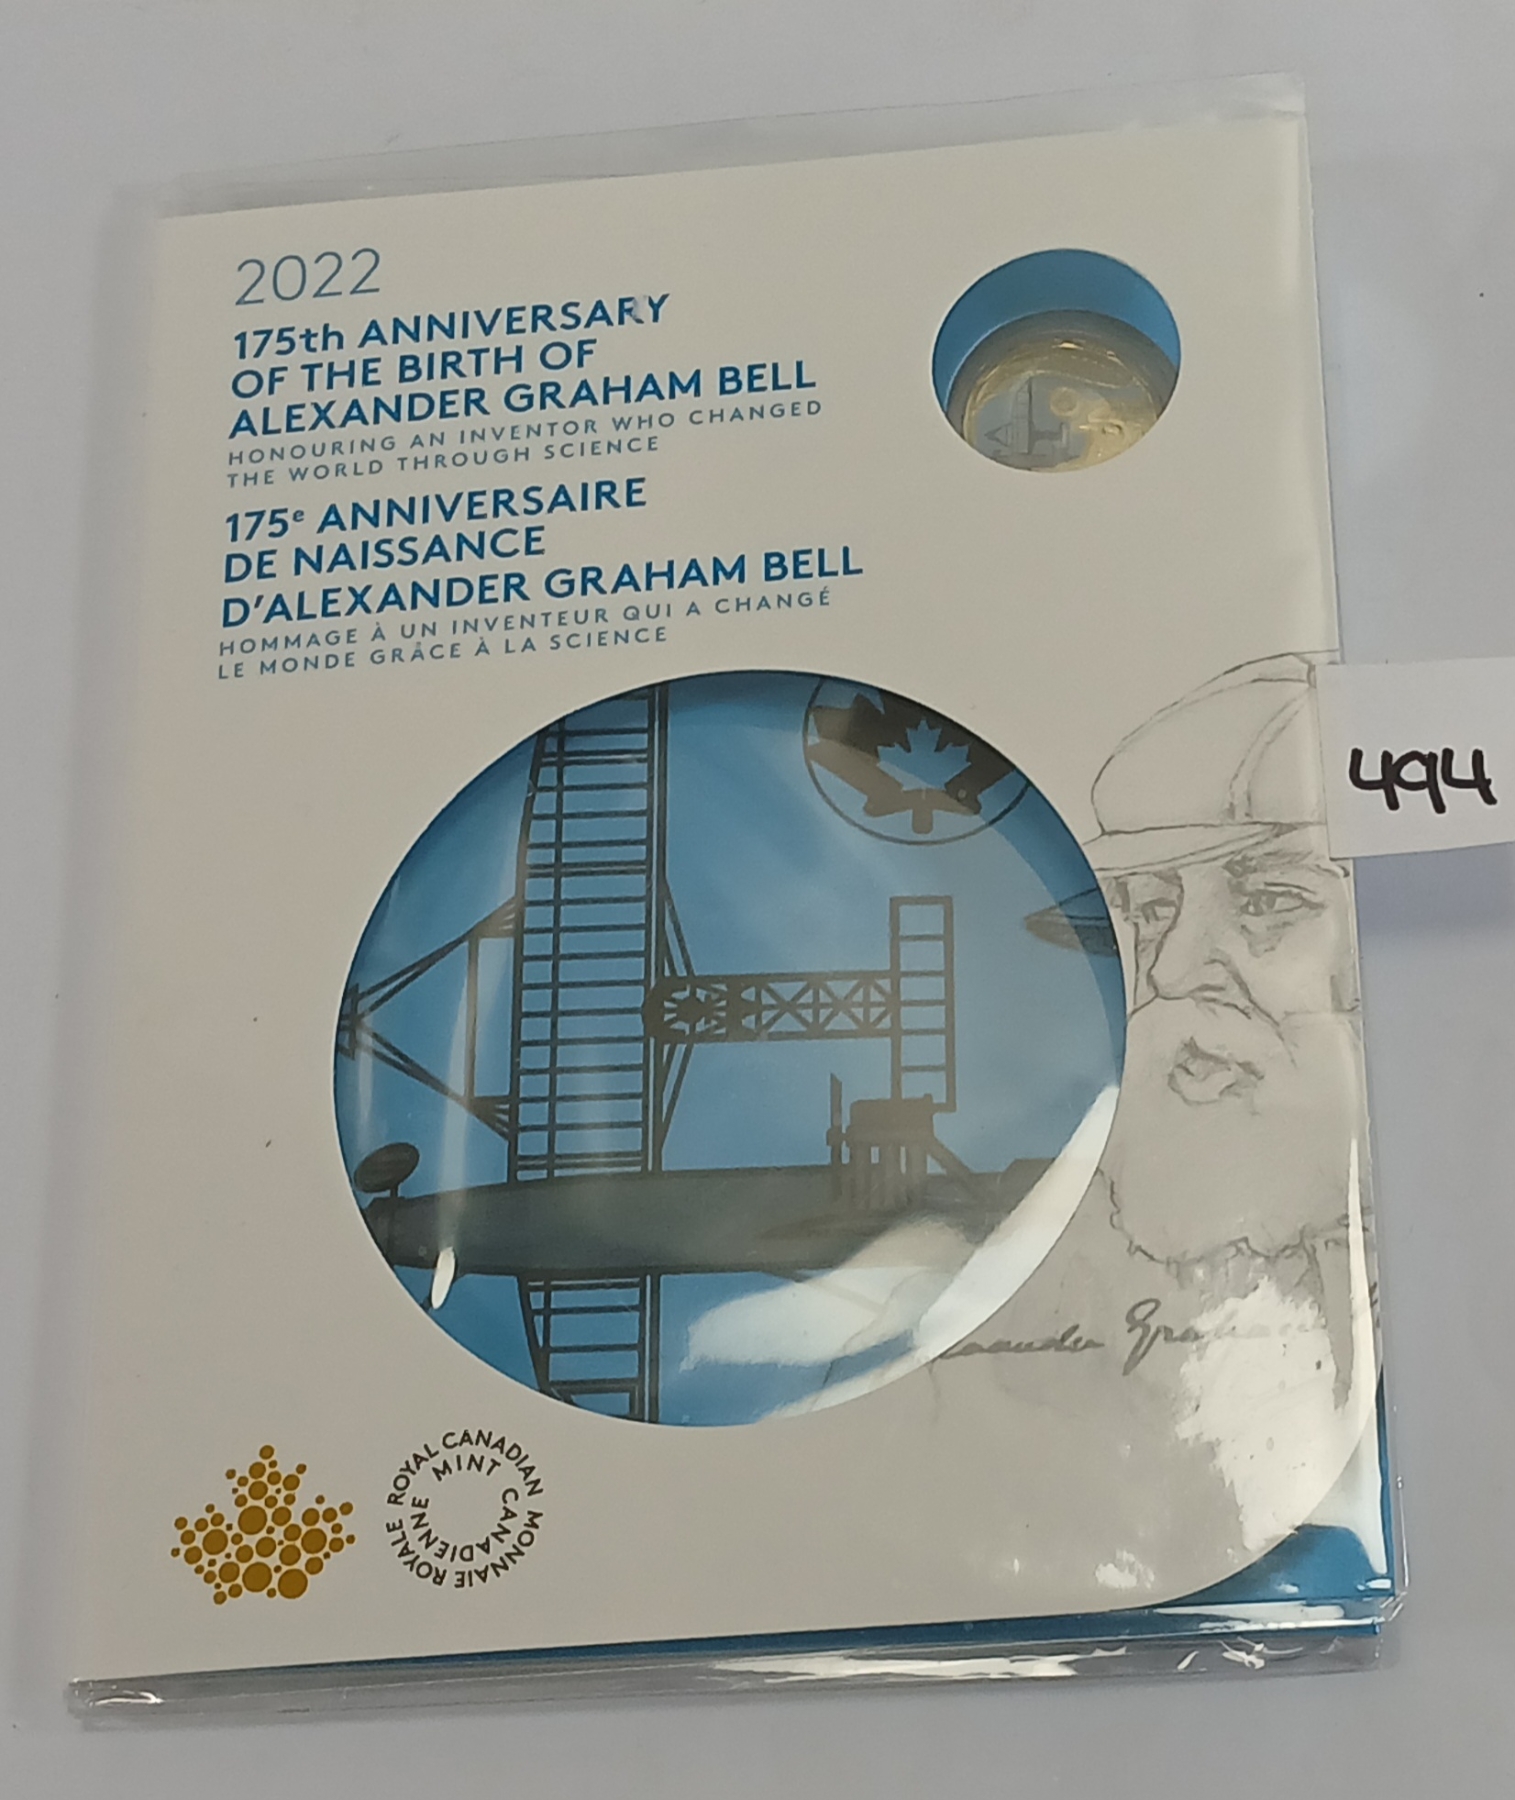 2022
175th ANNIVERSARY
OF THE BIRTH OF
ALEXANDER GRAHAM BELL
HONOURING AN INVENTOR WHO CHANGED
THE WORLD THROUGH SCIENCE
175e ANNIVERSAIRE
DE NAISSANCE
D'ALEXANDER GRAHAM BELL
HOMMAGE À UN INVENTEUR QUI A CHANGÉ
LE MONDE GRÂCE À LA SCIENCE
494
ROYAL CANADIAN MINT
MONNAIE ROYALE CANADIENNE